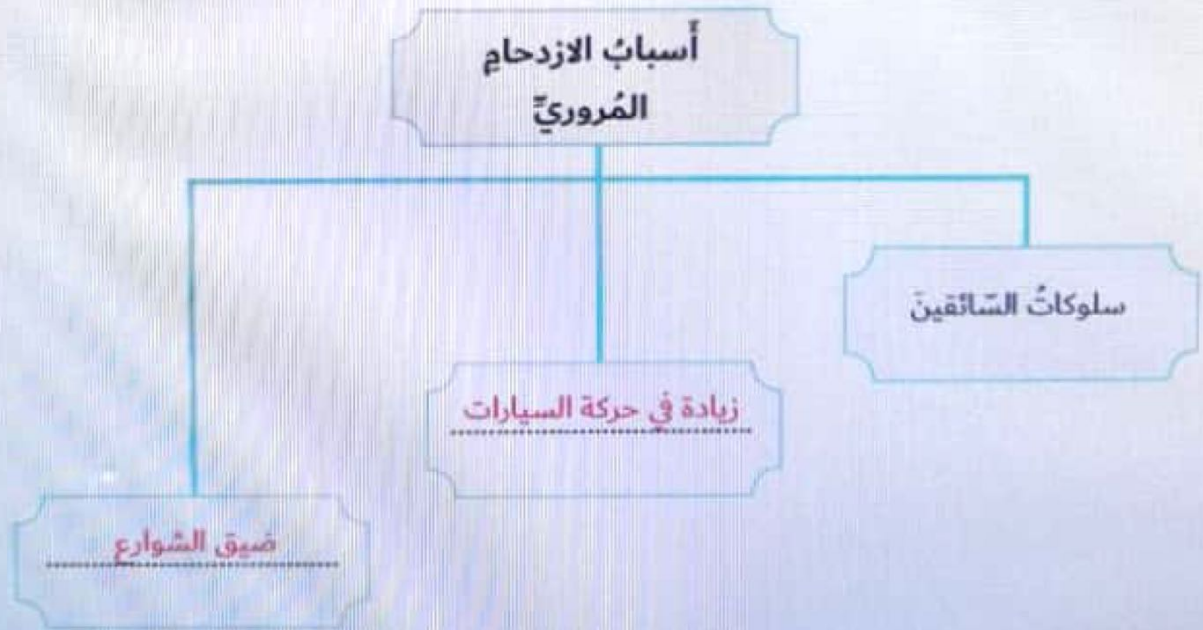 أَسبابُ الازدحامِ
المُروريِّ
سلوكاتُ السّائقينَ
زيادة في حركة السيارات
ضيق الشوارع